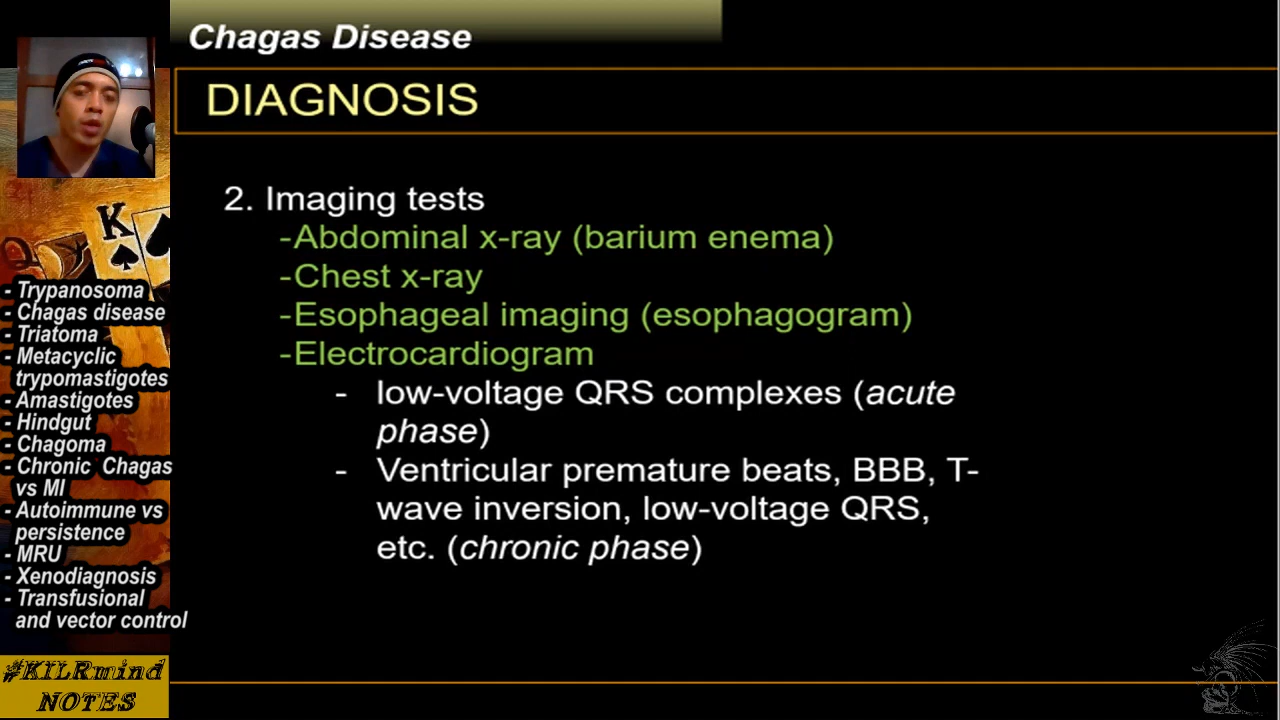 Chagas Disease
DIAGNOSIS
2. Imaging tests
-Abdominal x-ray (barium enema)
-Chest x-ray
-Esophageal imaging (esophagogram)
-Electrocardiogram
- low-voltage QRS complexes (acute
phase)
- Ventricular premature beats, BBB, T-
wave inversion, low-voltage QRS,
etc. (chronic phase)
K
Q
- Trypanosoma
- Chagas disease
- Triatoma
- Metacyclic
trypomastigotes
- Amastigotes
- Hindgut
- Chagoma
- Chronic Chagas
vs MI
- Autoimmune vs
persistence
- MRU
- Xenodiagnosis
- Transfusional
and vector control
#KILRmind
NOTES